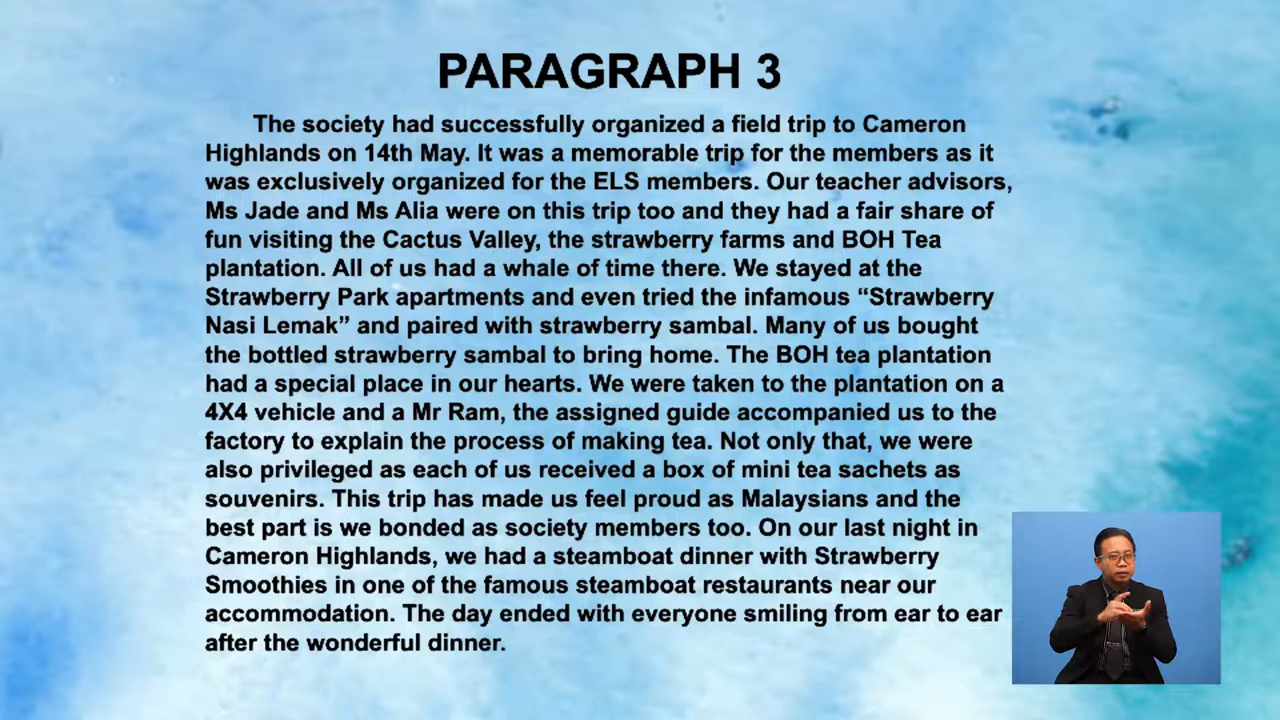 PARAGRAPH 3
The society had successfully organized a field trip to Cameron
Highlands on 14th May. It was a memorable trip for the members as it
was exclusively organized for the ELS members. Our teacher advisors,
Ms Jade and Ms Alia were on this trip too and they had a fair share of
fun visiting the Cactus Valley, the strawberry farms and BOH Tea
plantation. All of us had a whale of time there. We stayed at the
Strawberry Park apartments and even tried the infamous “Strawberry
Nasi Lemak” and paired with strawberry sambal. Many of us bought
the bottled strawberry sambal to bring home. The BOH tea plantation
had a special place in our hearts. We were taken to the plantation on a
4X4 vehicle and a Mr Ram, the assigned guide accompanied us to the
factory to explain the process of making tea. Not only that, we were
also privileged as each of us received a box of mini tea sachets as
souvenirs. This trip has made us feel proud as Malaysians and the
best part is we bonded as society members too. On our last night in
Cameron Highlands, we had a steamboat dinner with Strawberry
Smoothies in one of the famous steamboat restaurants near our
accommodation. The day ended with everyone smiling from ear to ear
after the wonderful dinner.